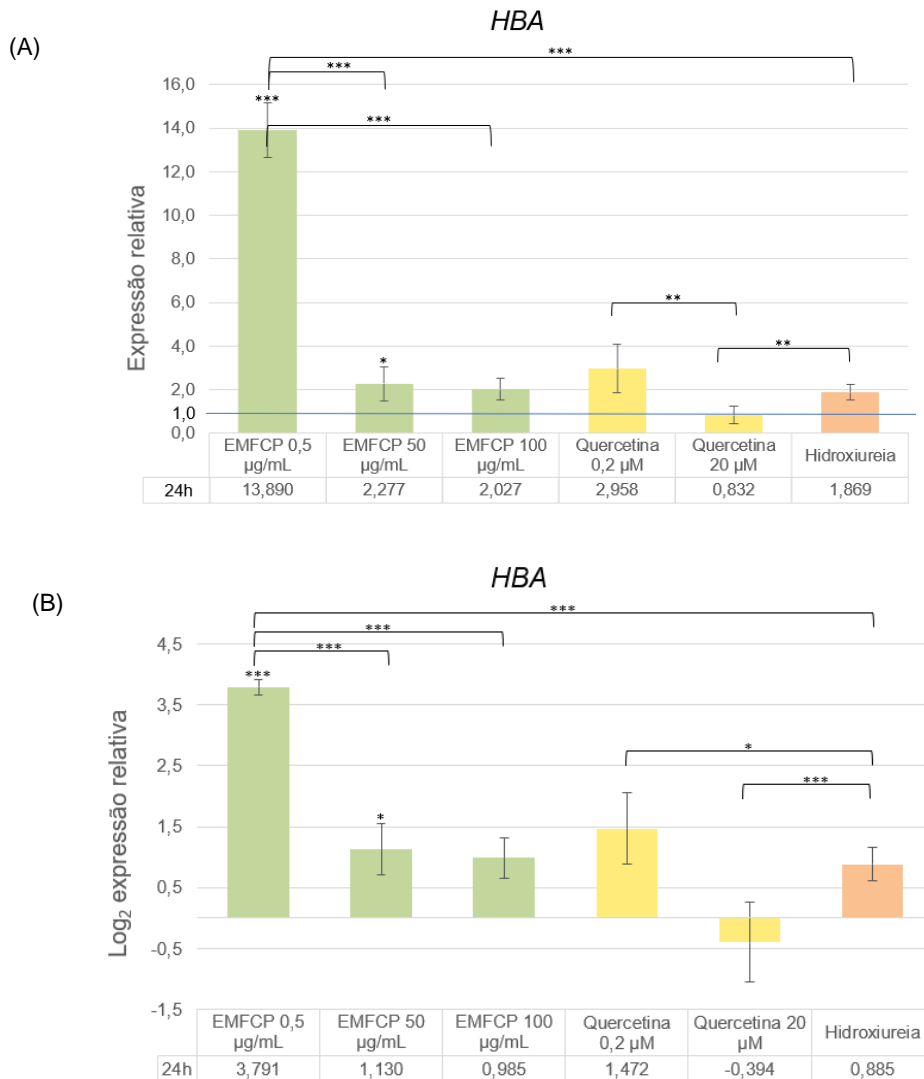 HBA
(A)
***
***
16,0
***
14,0
***
12,0
10,0
8,0
6,0
**
4,0
**
*
2,0
1,0
0,0
Expressão relativa
EMFCP 0,5 µg/mL
EMFCP 50 µg/mL
EMFCP 100 µg/mL
Quercetina 0,2 µM
Quercetina 20 µM
Hidroxiureia
24h 13,890 2,277 2,027 2,958 0,832 1,869
HBA
(B)
***
4,5
***
***
***
3,5
2,5
*
***
1,5
*
0,5
-0,5
-1,5
Log2 expressão relativa
EMFCP 0,5 µg/mL
EMFCP 50 µg/mL
EMFCP 100 µg/mL
Quercetina 0,2 µM
Quercetina 20 µM
Hidroxiureia
24h 3,791 1,130 0,985 1,472 -0,394 0,885